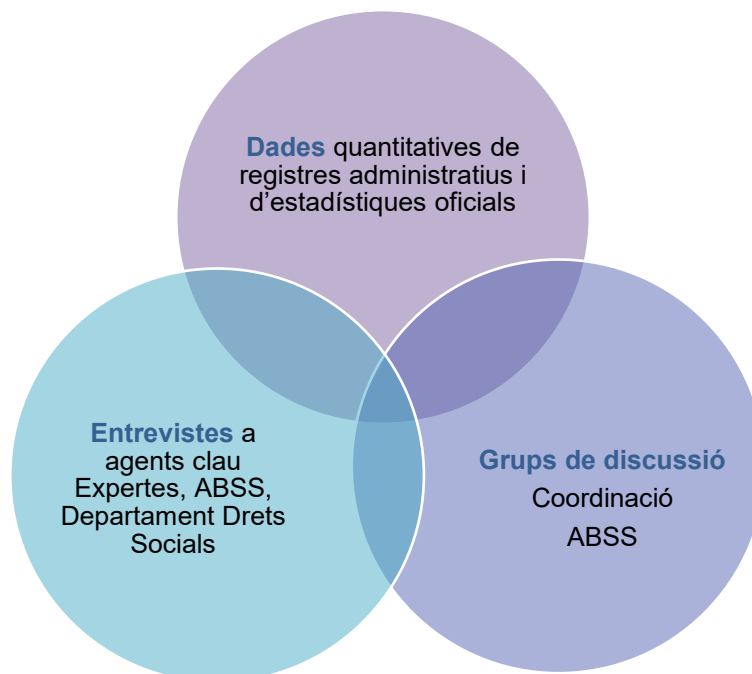 Dades quantitatives de
registres administratius i
d’estadístiques oficials
Entrevistes a
agents clau
Expertes, ABSS,
Departament Drets
Socials
Grups de discussió
Coordinació
ABSS